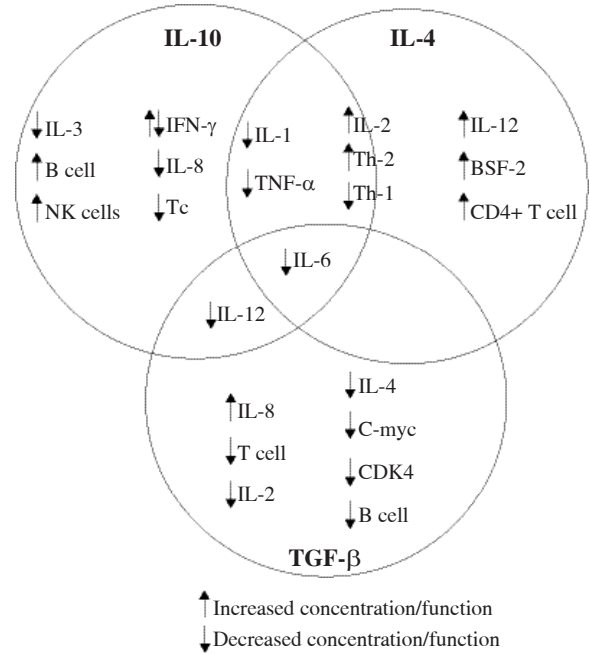 IL-10
IL-4
↓IL-3
↑↓IFN-γ
↓IL-1
↑IL-2
↑IL-12
↑B cell
↓IL-8
↓TNF-α
↑Th-2
↑BSF-2
↑NK cells
↓Tc
↓Th-1
↑CD4+ T cell
↓IL-6
↓IL-12
↑IL-8
↓IL-4
↓T cell
↓C-myc
↓IL-2
↓CDK4
↓B cell
TGF-β
↑Increased concentration/function
↓Decreased concentration/function